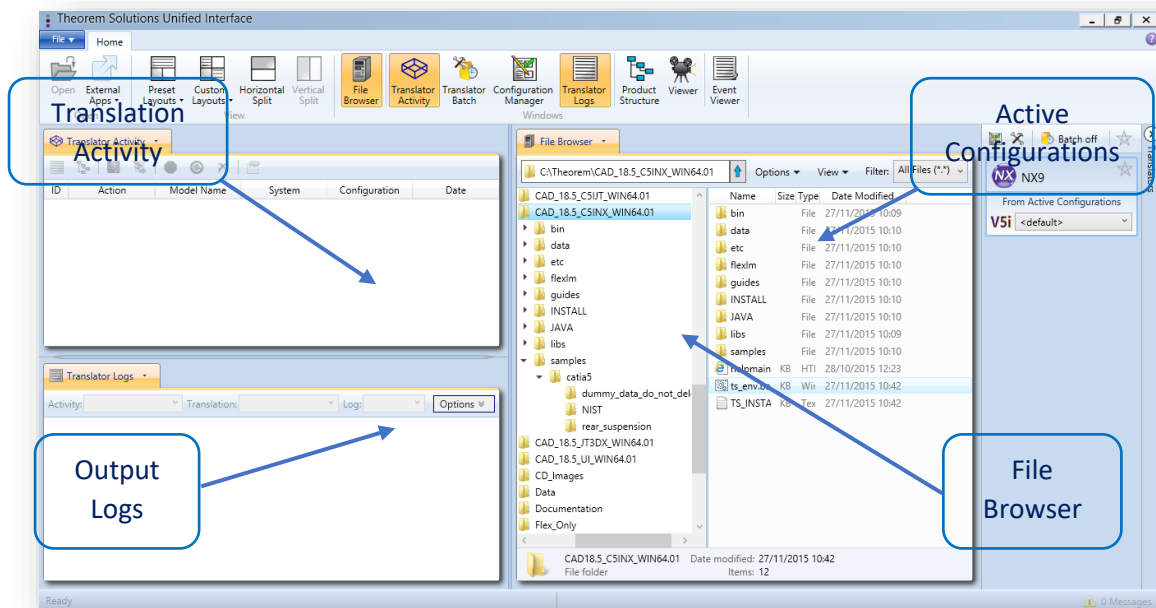 Theorem Solutions Unified Interface
File Home
Open External Apps Preset Layouts Custom Layouts Horizontal Split Vertical Split File Browser Translator Activity Translator Batch Configuration Manager Translator Logs Product Structure Viewer Event Viewer
View Windows
Translation
Activity
Active
Configurations
Translator Activity
ID Action Model Name System Configuration Date
File Browser
C:\Theorem\CAD_18.5_C5INX_WIN64.01 Options View Filter: All Files (*.*)
CAD_18.5_C5IJT_WIN64.01
CAD_18.5_C5INX_WIN64.01
bin
data
etc
flexlm
guides
INSTALL
JAVA
libs
samples
catia5
dummy_data_do_not_del
NIST
rear_suspension
CAD_18.5_JT3DX_WIN64.01
CAD_18.5_UI_WIN64.01
CD_Images
Data
Documentation
Flex_Only
Name Size Type Date Modified
bin File 27/11/2015 10:09
data File 27/11/2015 10:10
etc File 27/11/2015 10:10
flexlm File 27/11/2015 10:10
guides File 27/11/2015 10:10
INSTALL File 27/11/2015 10:10
JAVA File 27/11/2015 10:10
libs File 27/11/2015 10:09
samples File 27/11/2015 10:10
helpmain KB HTI 28/10/2015 12:23
ts_env.ba KB Wi 27/11/2015 10:42
TS_INSTA KB Tex 27/11/2015 10:42
CAD18.5_C5INX_WIN64.01 Date modified: 27/11/2015 10:42
File folder Items: 12
Batch off
Translators
NX NX9
From Active Configurations
V5i <default>
Translator Logs
Activity: Translation: Log: Options
Output
Logs
File
Browser
Ready 0 Messages